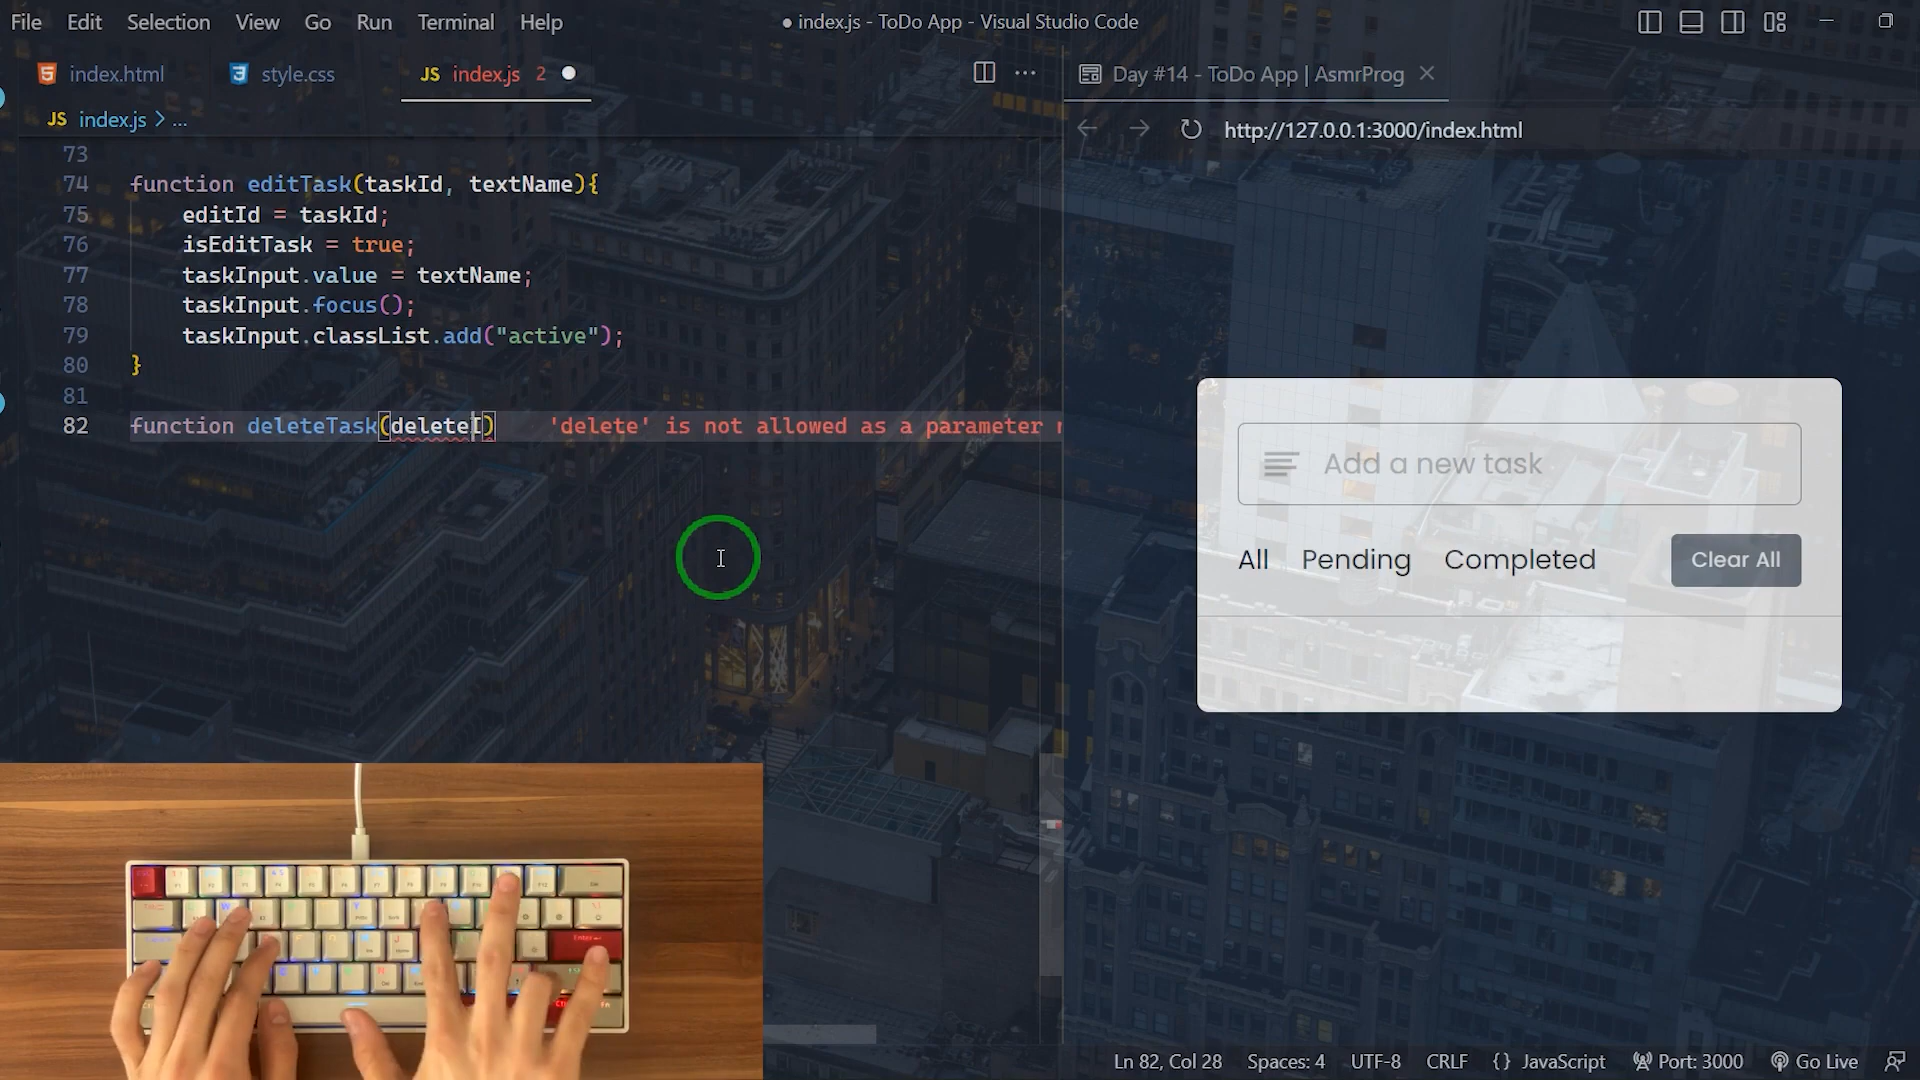 File Edit Selection View Go Run Terminal Help
● index.js - ToDo App - Visual Studio Code
index.html
style.css
JS index.js 2
Day #14 - ToDo App | AsmrProg
JS index.js > ...
http://127.0.0.1:3000/index.html
73
74 function editTask(taskId, textName){
75 editId = taskId;
76 isEditTask = true;
77 taskInput.value = textName;
78 taskInput.focus();
79 taskInput.classList.add("active");
80 }
81
82 function deleteTask(deleteI) 'delete' is not allowed as a parameter
Add a new task
All Pending Completed Clear All
Ln 82, Col 28 Spaces: 4 UTF-8 CRLF {} JavaScript Port: 3000 Go Live